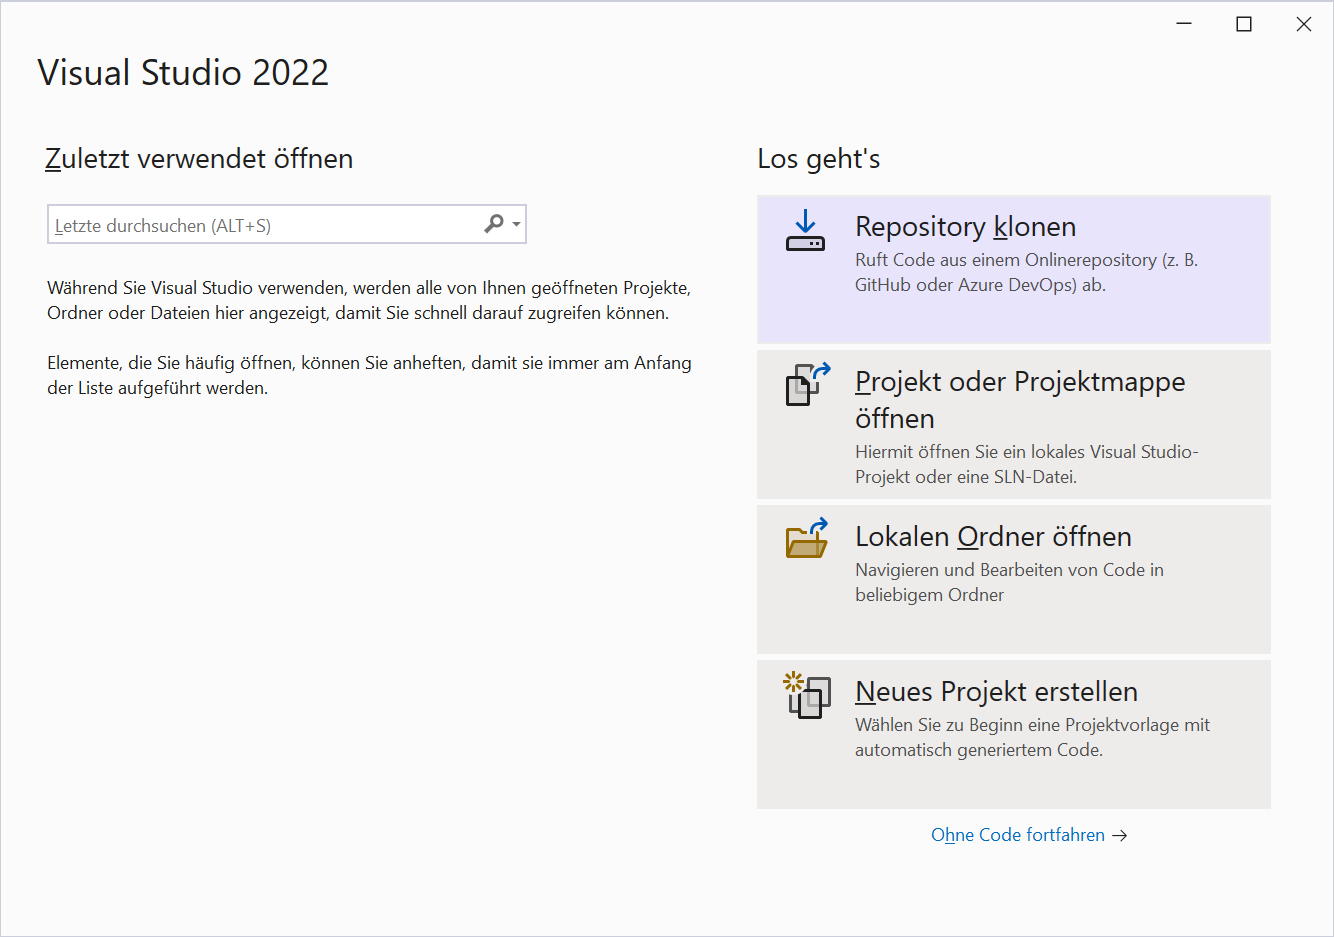 Visual Studio 2022
Zuletzt verwendet öffnen
Letzte durchsuchen (ALT+S)
Während Sie Visual Studio verwenden, werden alle von Ihnen geöffneten Projekte,
Ordner oder Dateien hier angezeigt, damit Sie schnell darauf zugreifen können.
Elemente, die Sie häufig öffnen, können Sie anheften, damit sie immer am Anfang
der Liste aufgeführt werden.
Los geht's
Repository klonen
Ruft Code aus einem Onlinerepository (z. B.
GitHub oder Azure DevOps) ab.
Projekt oder Projektmappe
öffnen
Hiermit öffnen Sie ein lokales Visual Studio-
Projekt oder eine SLN-Datei.
Lokalen Ordner öffnen
Navigieren und Bearbeiten von Code in
beliebigem Ordner
Neues Projekt erstellen
Wählen Sie zu Beginn eine Projektvorlage mit
automatisch generiertem Code.
Ohne Code fortfahren →